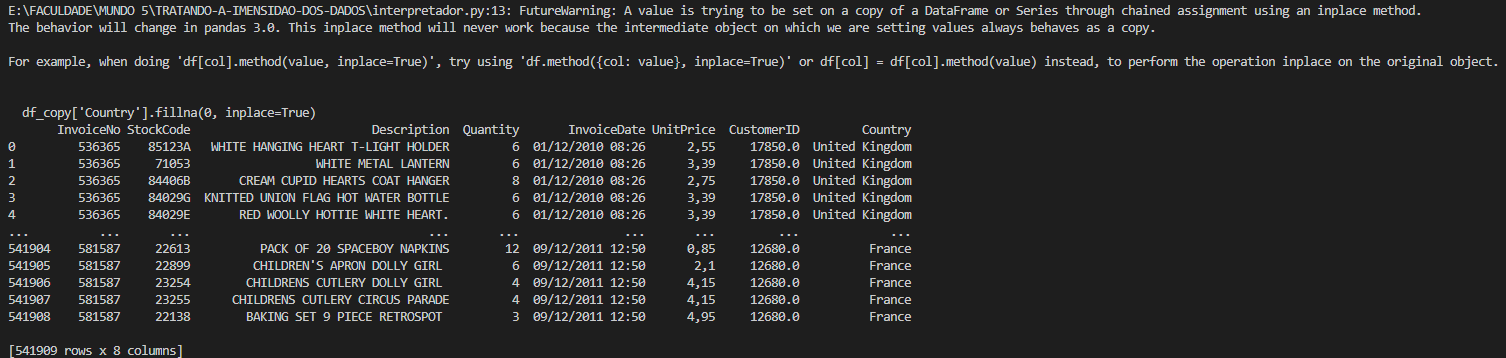 E:\FACULDADE\MUNDO 5\TRATANDO-A-IMENSIDAO-DOS-DADOS\interpretador.py:13: FutureWarning: A value is trying to be set on a copy of a DataFrame or Series through chained assignment using an inplace method.
The behavior will change in pandas 3.0. This inplace method will never work because the intermediate object on which we are setting values always behaves as a copy.
For example, when doing 'df[col].method(value, inplace=True)', try using 'df.method({col: value}, inplace=True)' or df[col] = df[col].method(value) instead, to perform the operation inplace on the original object.
df_copy['Country'].fillna(0, inplace=True)
InvoiceNo StockCode Description Quantity InvoiceDate UnitPrice CustomerID Country
0 536365 85123A WHITE HANGING HEART T-LIGHT HOLDER 6 01/12/2010 08:26 2,55 17850.0 United Kingdom
1 536365 71053 WHITE METAL LANTERN 6 01/12/2010 08:26 3,39 17850.0 United Kingdom
2 536365 84406B CREAM CUPID HEARTS COAT HANGER 8 01/12/2010 08:26 2,75 17850.0 United Kingdom
3 536365 84029G KNITTED UNION FLAG HOT WATER BOTTLE 6 01/12/2010 08:26 3,39 17850.0 United Kingdom
4 536365 84029E RED WOOLLY HOTTIE WHITE HEART. 6 01/12/2010 08:26 3,39 17850.0 United Kingdom
... ... ... ... ... ... ... ... ...
541904 581587 22613 PACK OF 20 SPACEBOY NAPKINS 12 09/12/2011 12:50 0,85 12680.0 France
541905 581587 22899 CHILDREN'S APRON DOLLY GIRL 6 09/12/2011 12:50 2,1 12680.0 France
541906 581587 23254 CHILDRENS CUTLERY DOLLY GIRL 4 09/12/2011 12:50 4,15 12680.0 France
541907 581587 23255 CHILDRENS CUTLERY CIRCUS PARADE 4 09/12/2011 12:50 4,15 12680.0 France
541908 581587 22138 BAKING SET 9 PIECE RETROSPOT 3 09/12/2011 12:50 4,95 12680.0 France
[541909 rows x 8 columns]